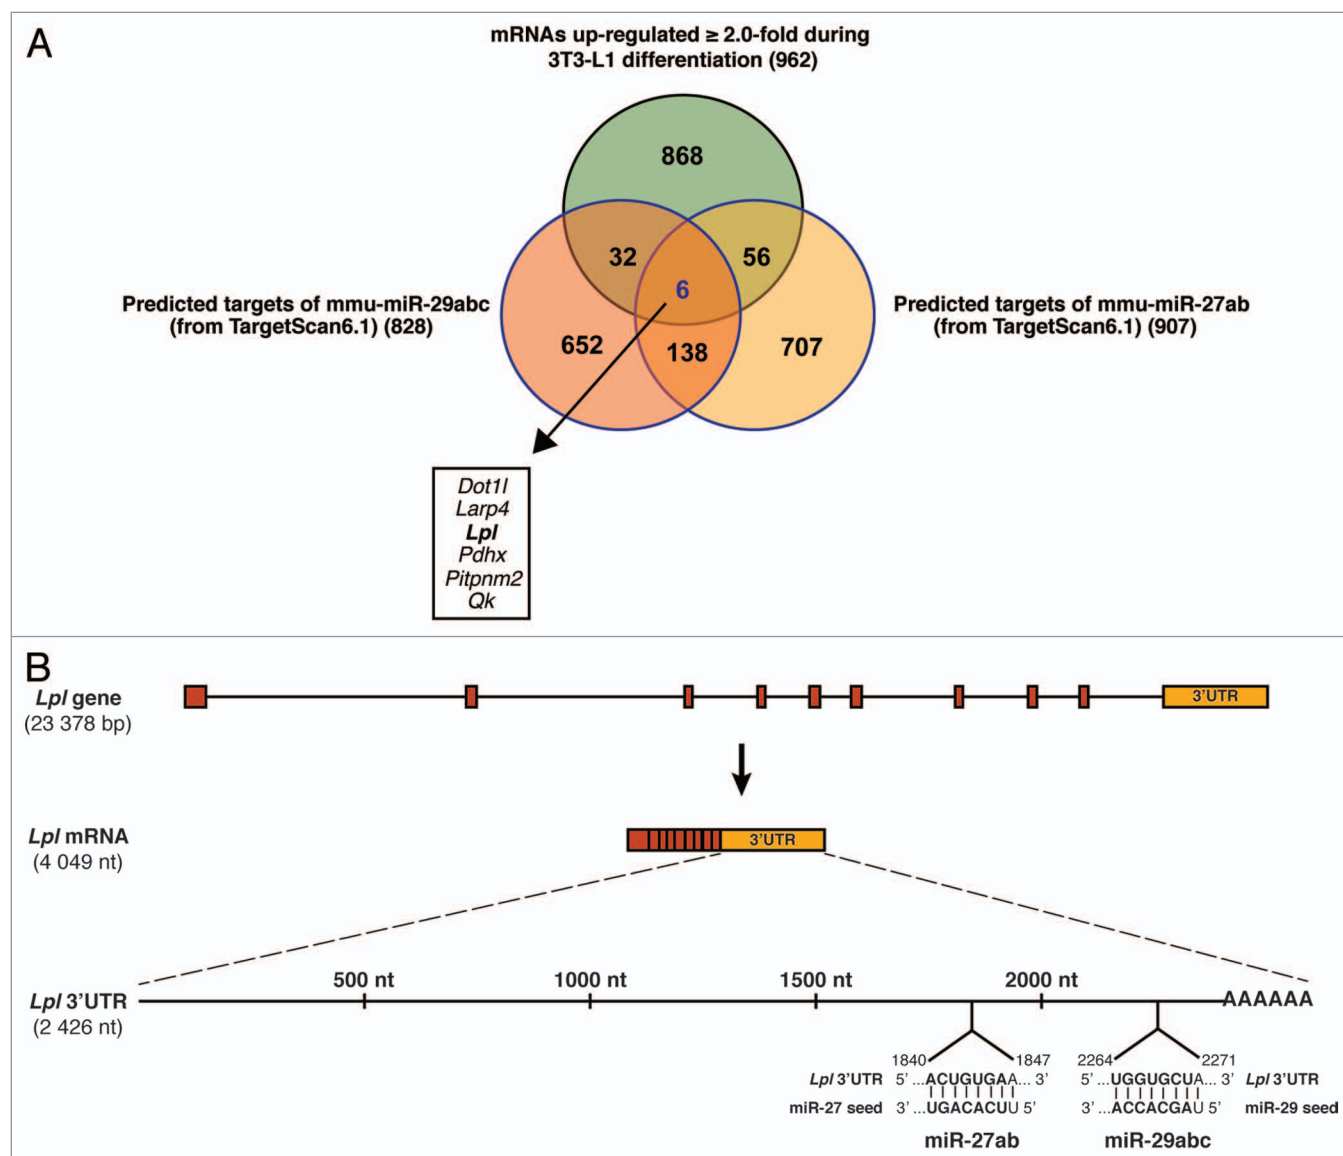 A
mRNAs up-regulated ≥ 2.0-fold during
3T3-L1 differentiation (962)
868
32
56
6
Predicted targets of mmu-miR-29abc
(from TargetScan6.1) (828)
Predicted targets of mmu-miR-27ab
(from TargetScan6.1) (907)
652
138
707
Dot1l
Larp4
Lpl
Pdhx
Pitpnm2
Qk
B
Lpl gene
(23 378 bp)
3'UTR
Lpl mRNA
(4 049 nt)
3'UTR
500 nt 1000 nt 1500 nt 2000 nt
Lpl 3'UTR
(2 426 nt)
AAAAAA
1840 1847 2264 2271
Lpl 3'UTR 5' ...ACUGUGAA... 3' 5' ...UGGUGCUA... 3' Lpl 3'UTR
miR-27 seed 3' ...UGACACUU 5' 3' ...ACCACGAU 5' miR-29 seed
miR-27ab miR-29abc